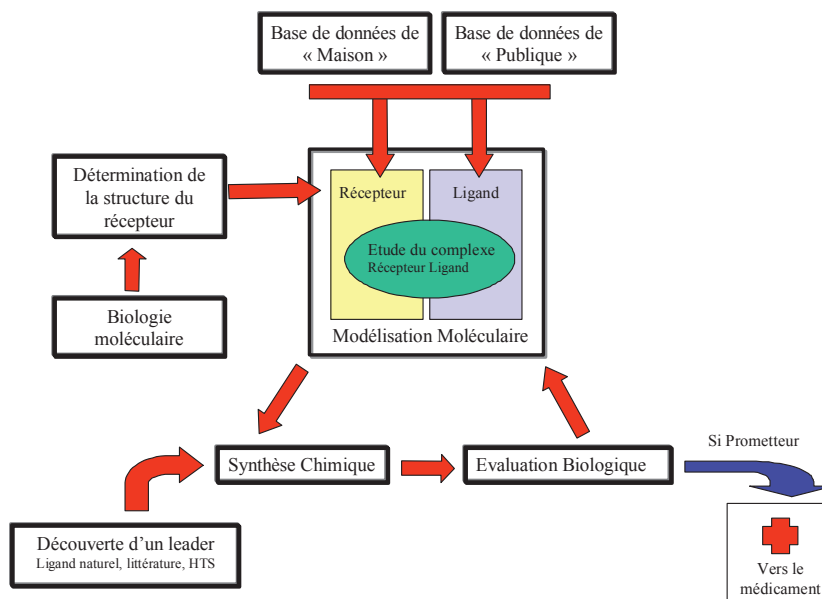 Base de données de
« Maison »
Base de données de
« Publique »
Détermination de
la structure du
récepteur
Récepteur
Ligand
Etude du complexe
Récepteur Ligand
Biologie
moléculaire
Modélisation Moléculaire
Si Prometteur
Synthèse Chimique
Evaluation Biologique
Découverte d'un leader
Ligand naturel, littérature, HTS
Vers le
médicament